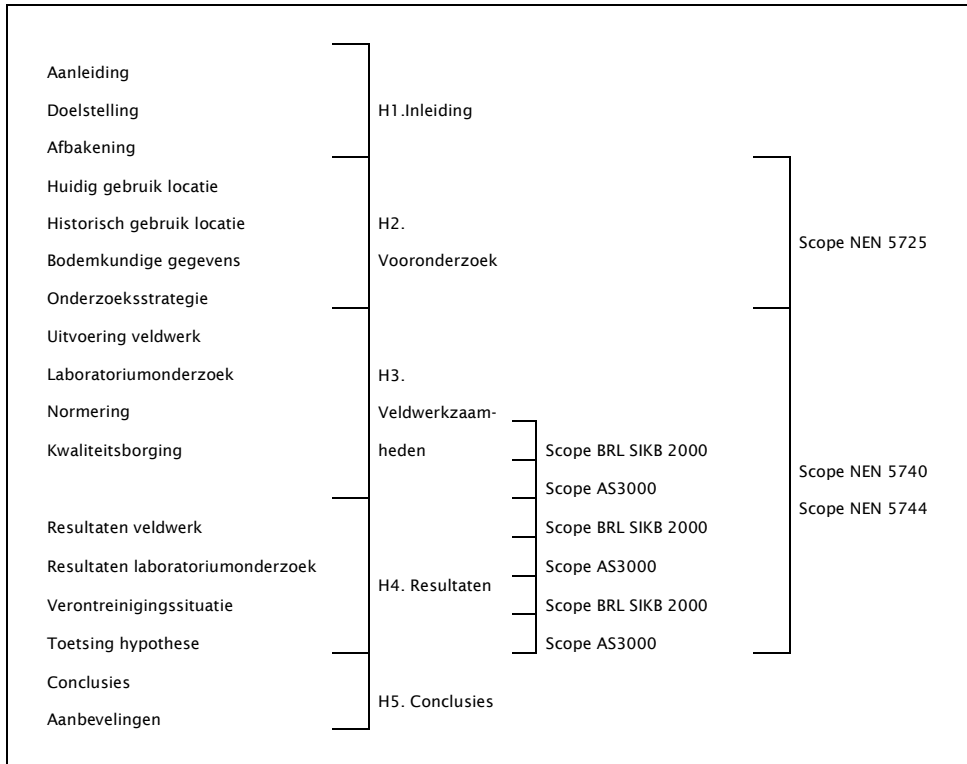 Aanleiding
Doelstelling
H1.Inleiding
Afbakening
Huidig gebruik locatie
Historisch gebruik locatie
H2.
Scope NEN 5725
Bodemkundige gegevens
Vooronderzoek
Onderzoeksstrategie
Uitvoering veldwerk
Laboratoriumonderzoek
H3.
Normering
Veldwerkzaam-
Kwaliteitsborging
heden
Scope BRL SIKB 2000
Scope NEN 5740
Scope AS3000
Scope NEN 5744
Resultaten veldwerk
Scope BRL SIKB 2000
Resultaten laboratoriumonderzoek
Scope AS3000
H4. Resultaten
Verontreinigingssituatie
Scope BRL SIKB 2000
Toetsing hypothese
Scope AS3000
Conclusies
H5. Conclusies
Aanbevelingen